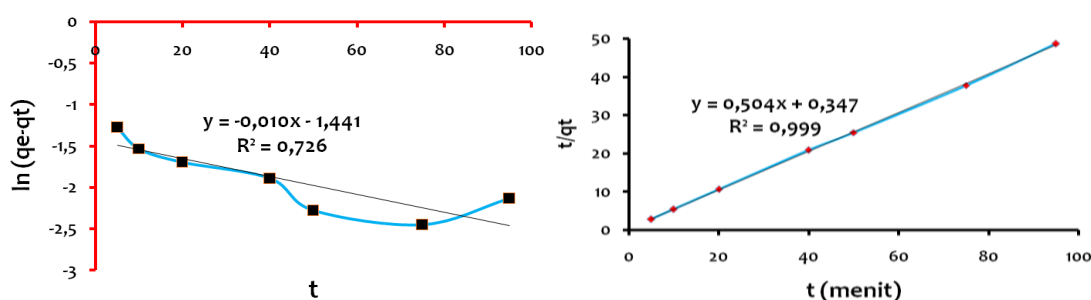 0
0 20 40 60 80 100
-0,5
-1
-1,5
-2
-2,5
-3
ln (qe-qt)
y = -0,010x - 1,441
R² = 0,726
t
50
40
30
20
10
0
t/qt
y = 0,504x + 0,347
R² = 0,999
0 20 40 60 80 100
t (menit)